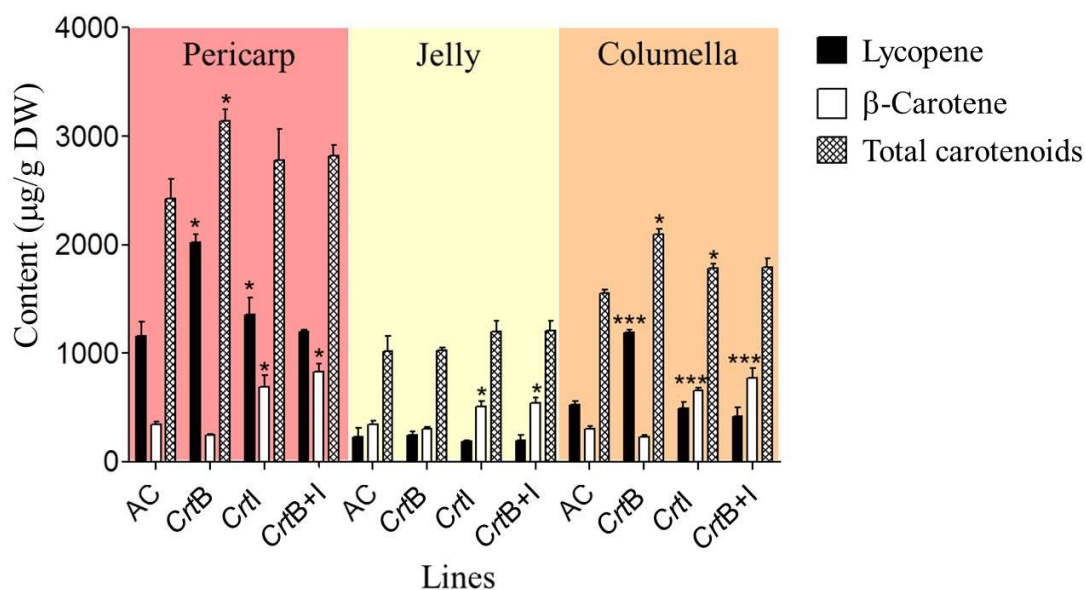 4000
3000
2000
1000
0
Content (µg/g DW)
Pericarp
Jelly
Columella
Lycopene
β-Carotene
Total carotenoids
*
*
*
*
*
*
*
***
*
***
*
***
AC
CrtB
CrtI
CrtB+I
AC
CrtB
CrtI
CrtB+I
AC
CrtB
CrtI
CrtB+I
Lines